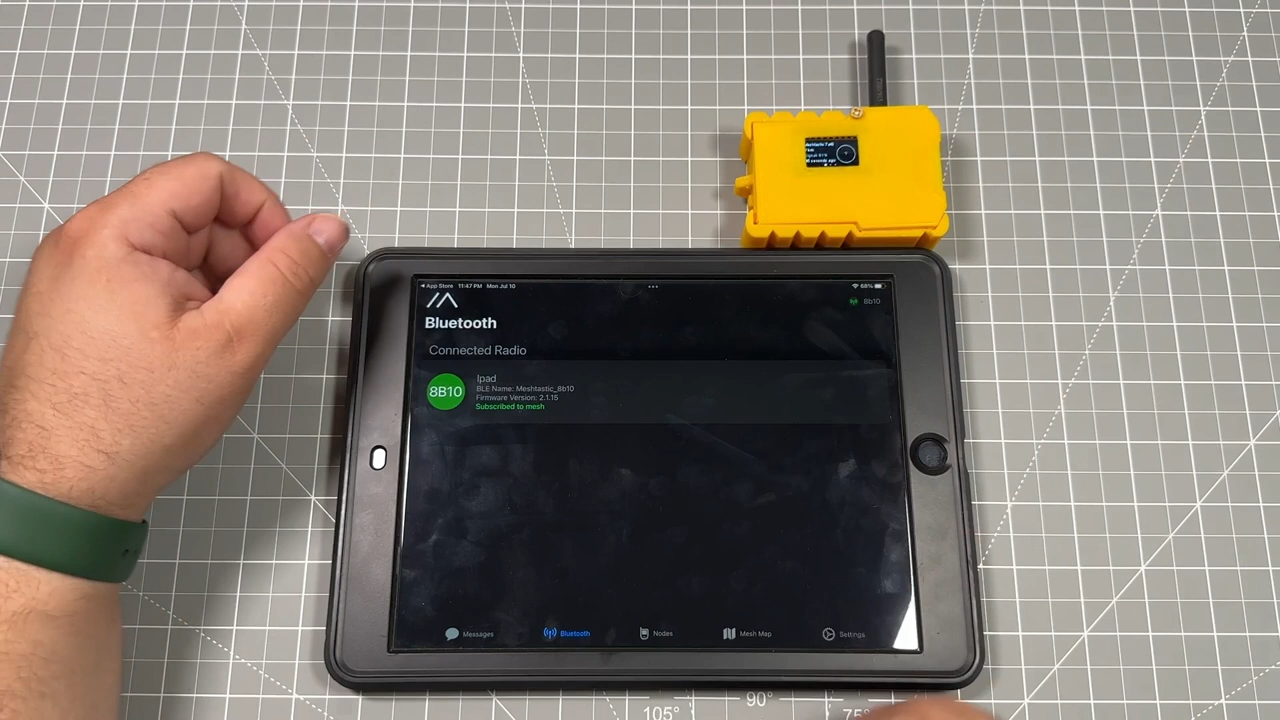 App Store 11:47 PM Mon Jul 10
68%
8b10
Bluetooth
Connected Radio
8B10
Ipad
BLE Name: Meshtastic_8b10
Firmware Version: 2.1.15
Subscribed to mesh
Messages
Bluetooth
Nodes
Mesh Map
Settings
105°
90°
75°